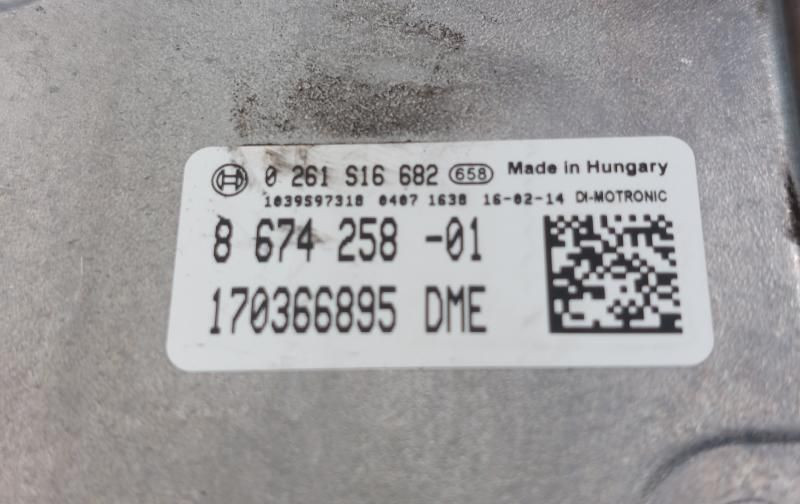 0 261 S16 682 658 Made in Hungary
1039S97318 0407 1638 16-02-14 DI-MOTRONIC
8 674 258 -01
170366895 DME